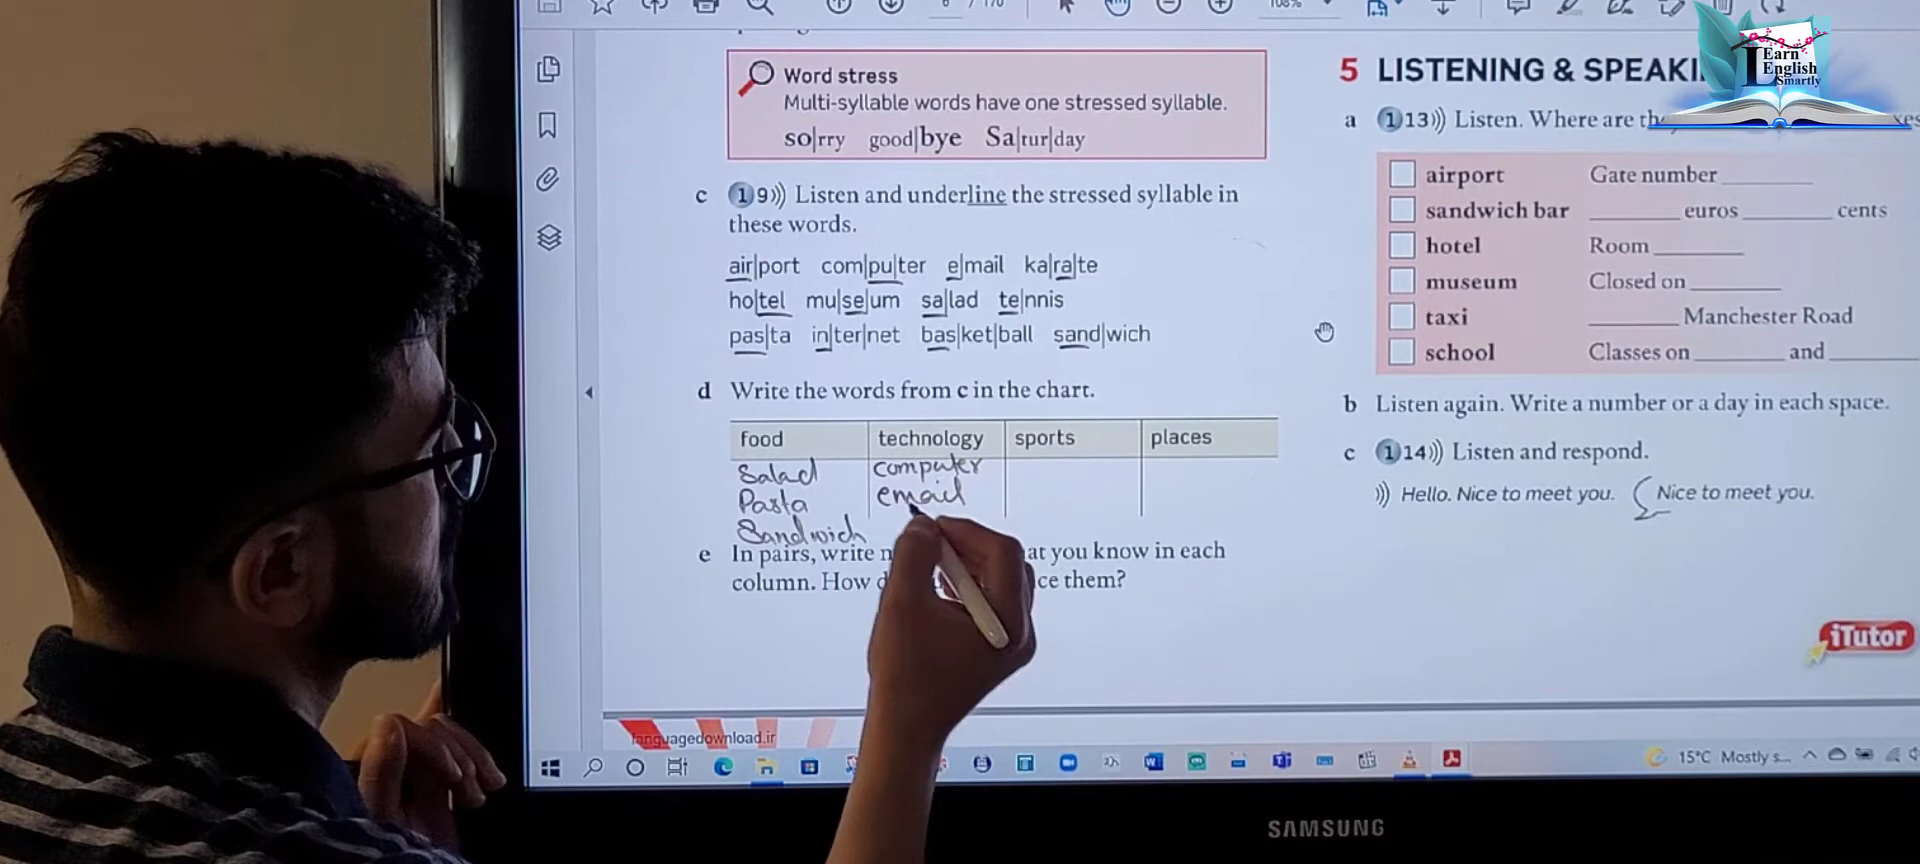 108%
Word stress
Multi-syllable words have one stressed syllable.
so|rry good|bye Sa|tur|day
c 1 9))) Listen and underline the stressed syllable in
these words.
air|port com|pu|ter e|mail ka|ra|te
ho|tel mu|se|um sa|lad te|nnis
pas|ta in|ter|net bas|ket|ball sand|wich
d Write the words from c in the chart.
food technology sports places
Salad computer
Pasta email
Sandwich
e In pairs, write at you know in each
column. How ce them?
5 LISTENING & SPEAKI
a 1 13))) Listen. Where are th
airport Gate number
sandwich bar euros cents
hotel Room
museum Closed on
taxi Manchester Road
school Classes on and
b Listen again. Write a number or a day in each space.
c 1 14))) Listen and respond.
))) Hello. Nice to meet you. Nice to meet you.
LEarn
English
Smartly
iTutor
languagedownload.ir
15°C Mostly s...
SAMSUNG